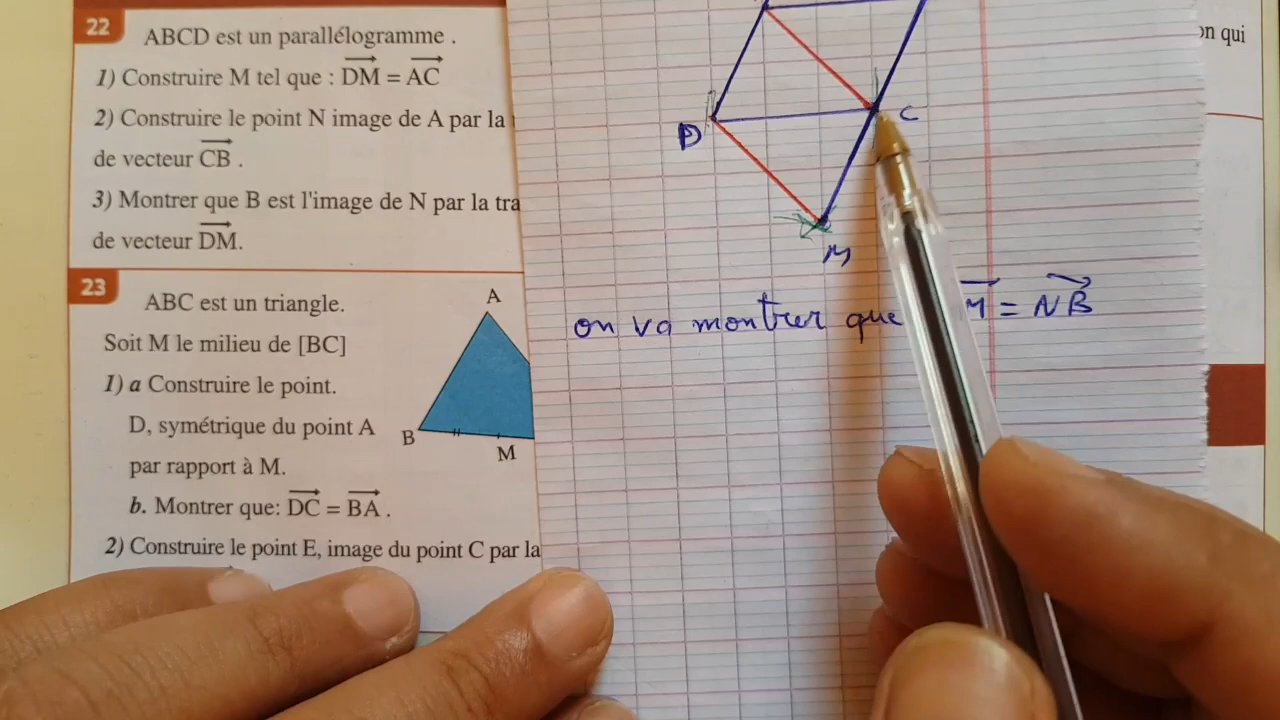 22
ABCD est un parallélogramme .
1) Construire M tel que : DM = AC
2) Construire le point N image de A par la
de vecteur CB .
3) Montrer que B est l'image de N par la tra
de vecteur DM.
23
ABC est un triangle.
Soit M le milieu de [BC]
1) a Construire le point.
D, symétrique du point A
par rapport à M.
b. Montrer que: DC = BA .
2) Construire le point E, image du point C par la
A
B
M
D
C
M
on va montrer que M = NB
on qui